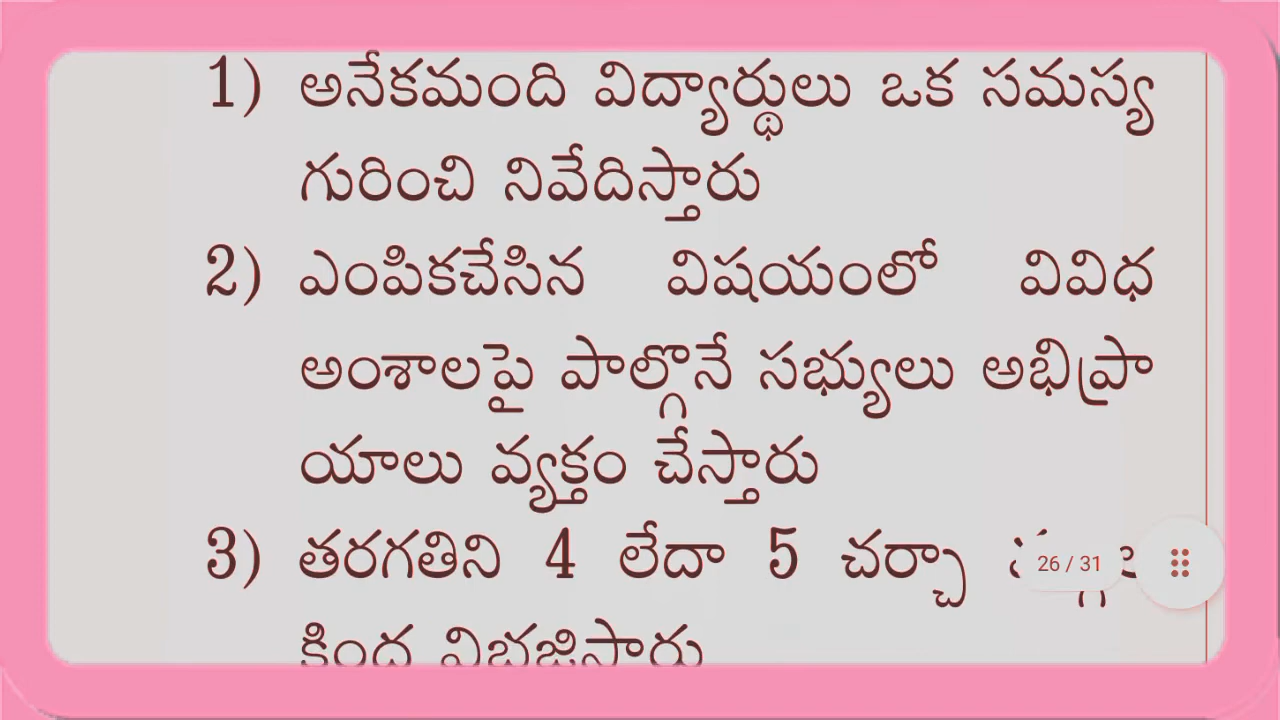 1) అనేకమంది విద్యార్థులు ఒక సమస్య
గురించి నివేదిస్తారు
2) ఎంపికచేసిన విషయంలో వివిధ
అంశాలపై పాల్గొనే సభ్యులు అభిప్రా
యాలు వ్యక్తం చేస్తారు
3) తరగతిని 4 లేదా 5 చర్చా
26 / 31
కింద విభజిస్తారు